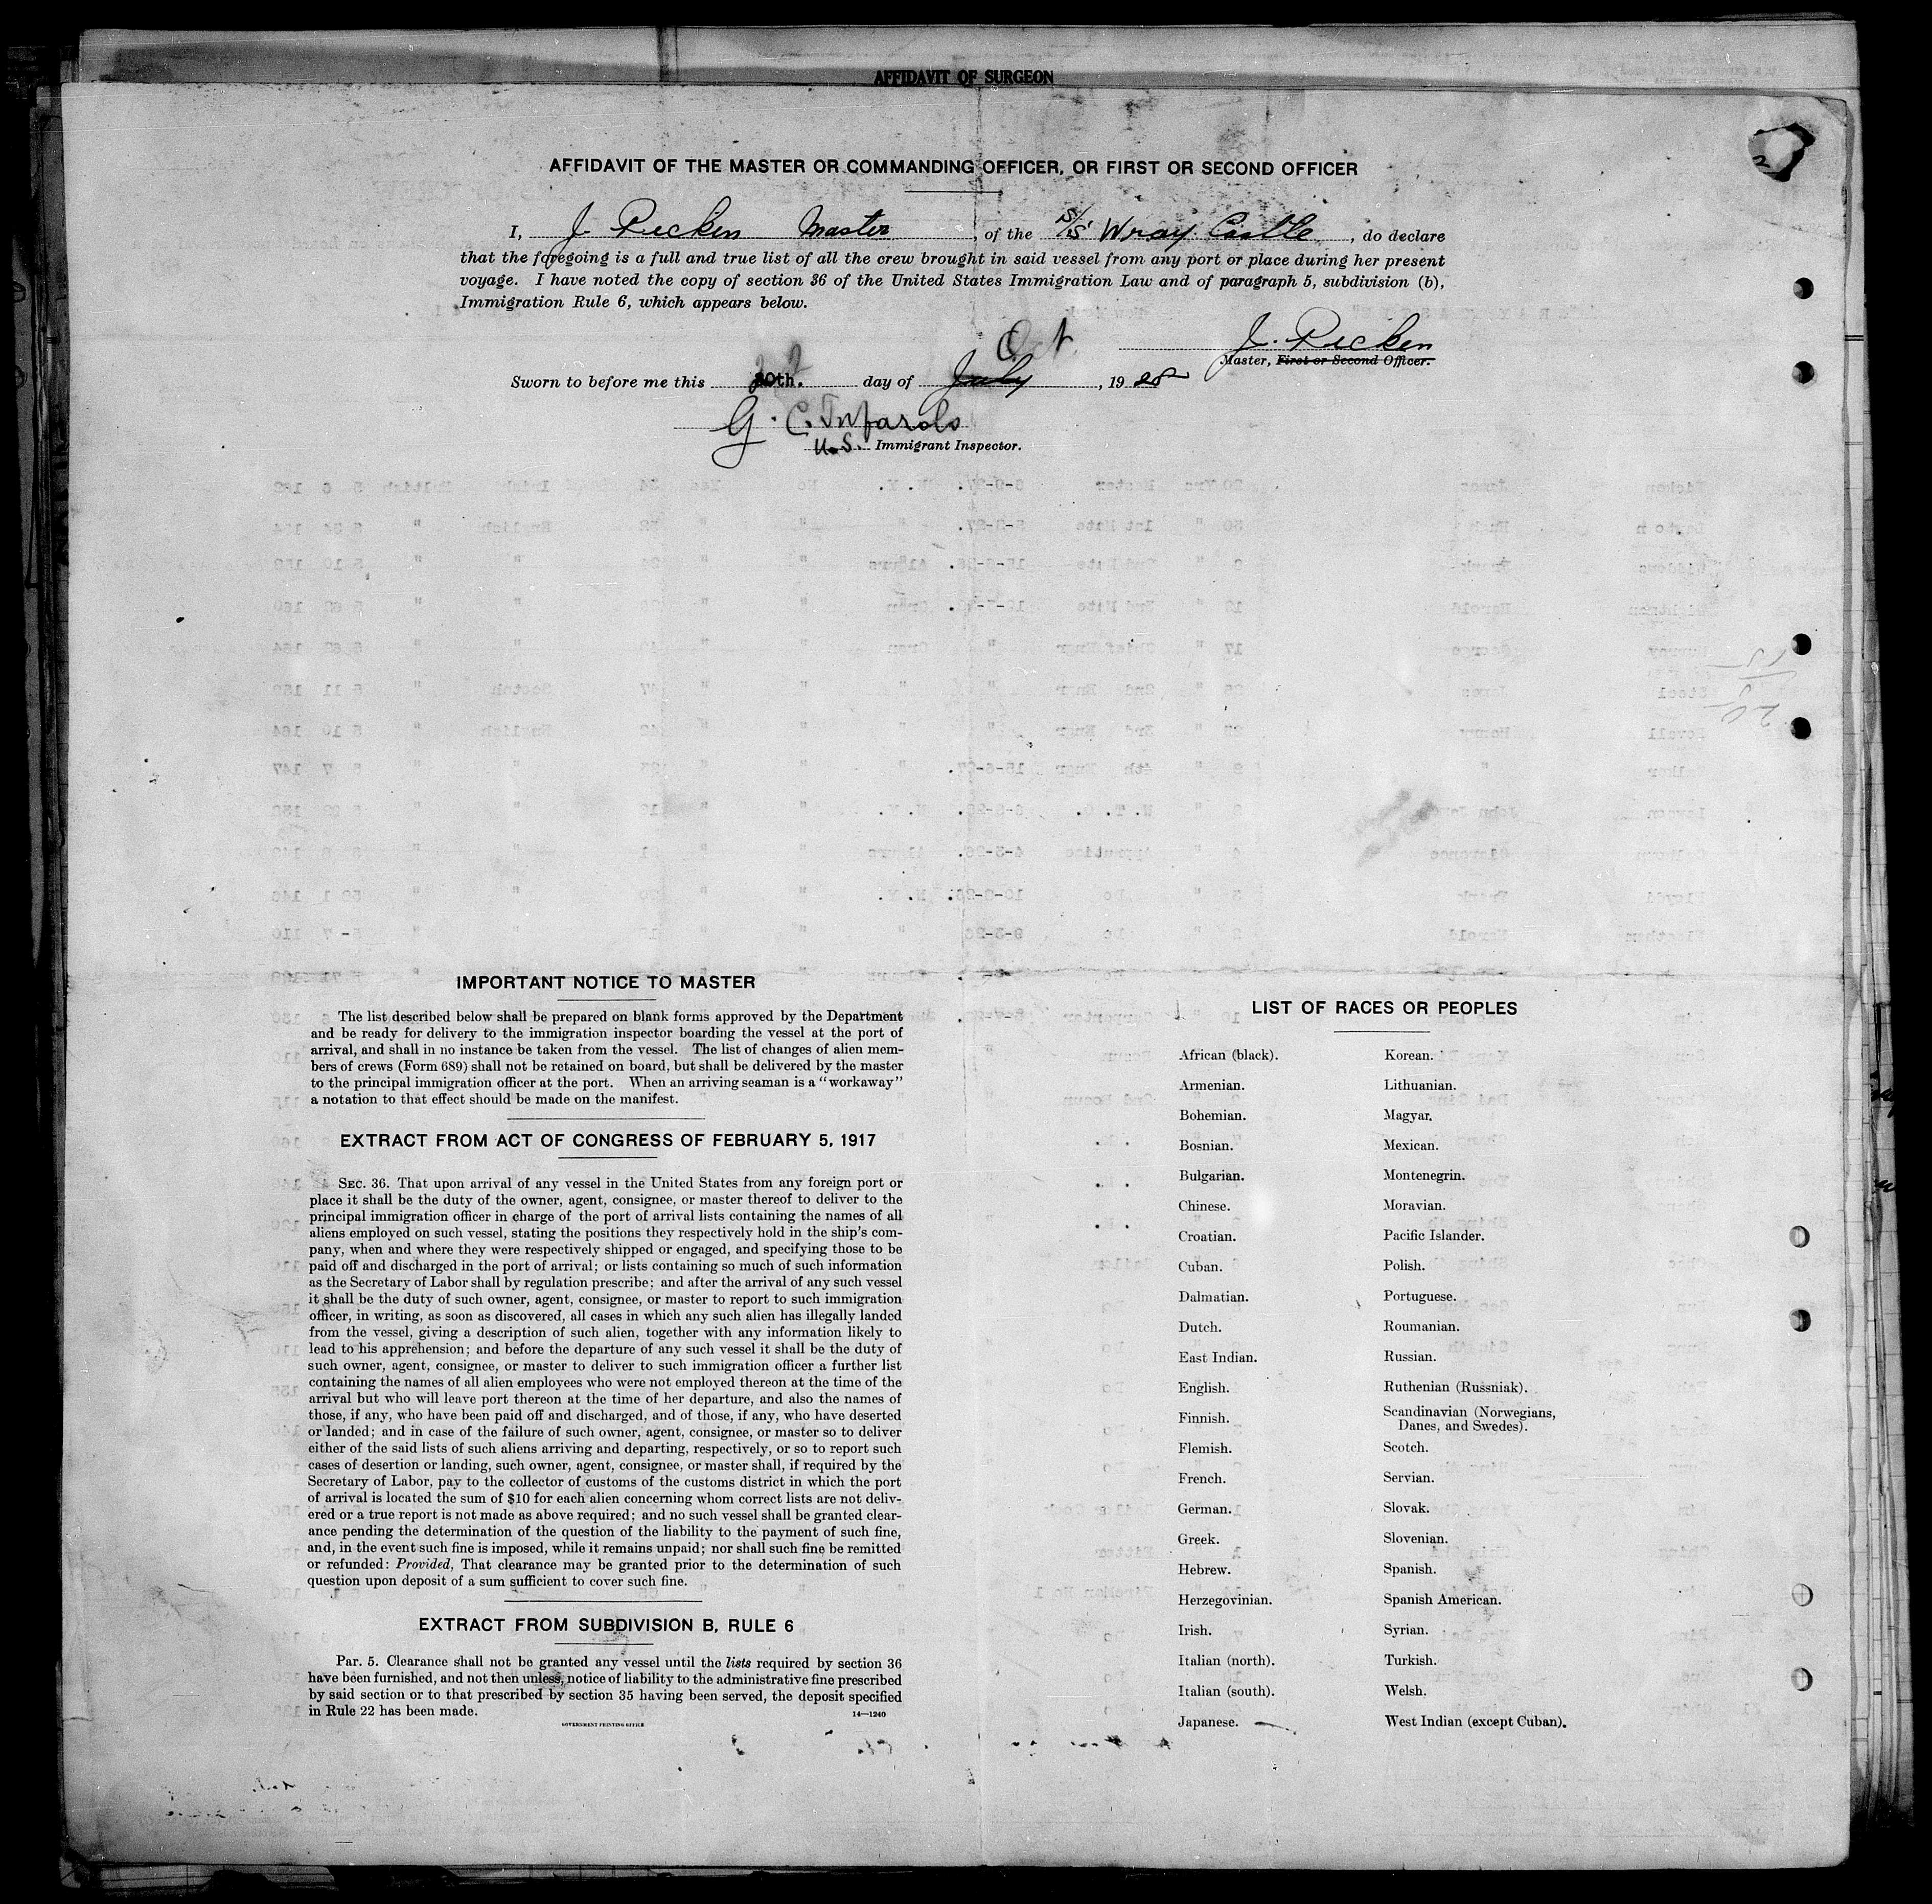 AFFIDAVIT OF SURGEON
AFFIDAVIT OF THE MASTER OR COMMANDING OFFICER, OR FIRST OR SECOND OFFICER
I, J. Picken Master, of the S/S Wray Castle, do declare
that the foregoing is a full and true list of all the crew brought in said vessel from any port or place during her present
voyage. I have noted the copy of section 36 of the United States Immigration Law and of paragraph 5, subdivision (b),
Immigration Rule 6, which appears below.
J. Picken
Master, First or Second Officer.
Oct
Sworn to before me this day of July, 1928
G. C.
U.S. Immigrant Inspector.
IMPORTANT NOTICE TO MASTER
The list described below shall be prepared on blank forms approved by the Department
and be ready for delivery to the immigration inspector boarding the vessel at the port of
arrival, and shall in no instance be taken from the vessel. The list of changes of alien mem-
bers of crews (Form 689) shall not be retained on board, but shall be delivered by the master
to the principal immigration officer at the port. When an arriving seaman is a "workaway"
a notation to that effect should be made on the manifest.
EXTRACT FROM ACT OF CONGRESS OF FEBRUARY 5, 1917
SEC. 36. That upon arrival of any vessel in the United States from any foreign port or
place it shall be the duty of the owner, agent, consignee, or master thereof to deliver to the
principal immigration officer in charge of the port of arrival lists containing the names of all
aliens employed on such vessel, stating the positions they respectively hold in the ship's com-
pany, when and where they were respectively shipped or engaged, and specifying those to be
paid off and discharged in the port of arrival; or lists containing so much of such information
as the Secretary of Labor shall by regulation prescribe; and after the arrival of any such vessel
it shall be the duty of such owner, agent, consignee, or master to report to such immigration
officer, in writing, as soon as discovered, all cases in which any such alien has illegally landed
from the vessel, giving a description of such alien, together with any information likely to
lead to his apprehension; and before the departure of any such vessel it shall be the duty of
such owner, agent, consignee, or master to deliver to such immigration officer a further list
containing the names of all alien employees who were not employed thereon at the time of the
arrival but who will leave port thereon at the time of her departure, and also the names of
those, if any, who have been paid off and discharged, and of those, if any, who have deserted
or landed; and in case of the failure of such owner, agent, consignee, or master so to deliver
either of the said lists of such aliens arriving and departing, respectively, or so to report such
cases of desertion or landing, such owner, agent, consignee, or master shall, if required by the
Secretary of Labor, pay to the collector of customs of the customs district in which the port
of arrival is located the sum of $10 for each alien concerning whom correct lists are not deliv-
ered or a true report is not made as above required; and no such vessel shall be granted clear-
ance pending the determination of the question of the liability to the payment of such fine,
and, in the event such fine is imposed, while it remains unpaid; nor shall such fine be remitted
or refunded: Provided, That clearance may be granted prior to the determination of such
question upon deposit of a sum sufficient to cover such fine.
EXTRACT FROM SUBDIVISION B, RULE 6
Par. 5. Clearance shall not be granted any vessel until the lists required by section 36
have been furnished, and not then unless, notice of liability to the administrative fine prescribed
by said section or to that prescribed by section 35 having been served, the deposit specified
in Rule 22 has been made.
14—1240
GOVERNMENT PRINTING OFFICE
LIST OF RACES OR PEOPLES
African (black).
Armenian.
Bohemian.
Bosnian.
Bulgarian.
Chinese.
Croatian.
Cuban.
Dalmatian.
Dutch.
East Indian.
English.
Finnish.
Flemish.
French.
German.
Greek.
Hebrew.
Herzegovinian.
Irish.
Italian (north).
Italian (south).
Japanese.
Korean.
Lithuanian.
Magyar.
Mexican.
Montenegrin.
Moravian.
Pacific Islander.
Polish.
Portuguese.
Roumanian.
Russian.
Ruthenian (Russniak).
Scandinavian (Norwegians,
Danes, and Swedes).
Scotch.
Servian.
Slovak.
Slovenian.
Spanish.
Spanish American.
Syrian.
Turkish.
Welsh.
West Indian (except Cuban).